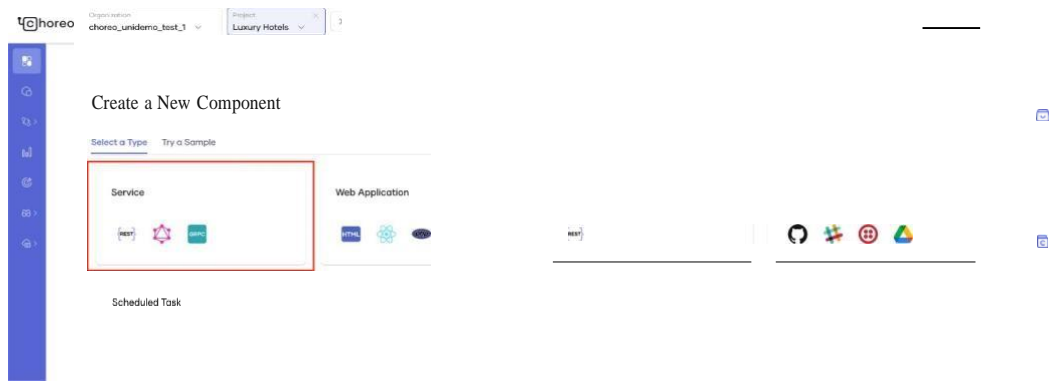 choreo
Organization
choreo_unidemo_test_1
Project
Luxury Hotels
Create a New Component
Select a Type Try a Sample
Service
Web Application
{REST}
GRPC
HTML
php
{REST}
Scheduled Task